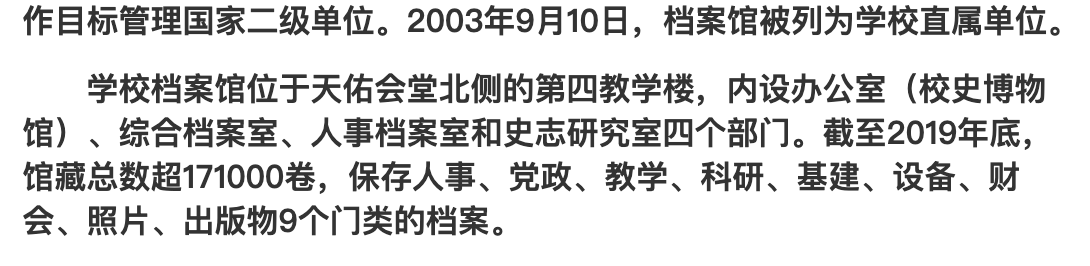 作目标管理国家二级单位。2003年9月10日，档案馆被列为学校直属单位。
学校档案馆位于天佑会堂北侧的第四教学楼，内设办公室（校史博物
馆）、综合档案室、人事档案室和史志研究室四个部门。截至2019年底，
馆藏总数超171000卷，保存人事、党政、教学、科研、基建、设备、财
会、照片、出版物9个门类的档案。